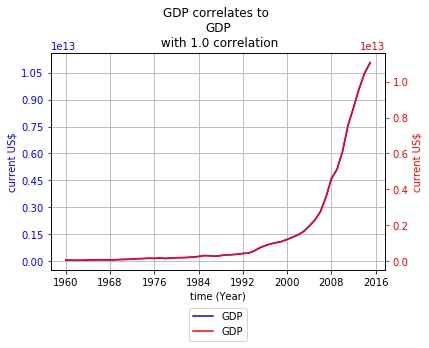 GDP correlates to
GDP
with 1.0 correlation
1e13
1e13
1.05
0.90
0.75
0.60
0.45
0.30
0.15
0.00
current US$
1.0
0.8
0.6
0.4
0.2
0.0
current US$
1960 1968 1976 1984 1992 2000 2008 2016
time (Year)
GDP
GDP